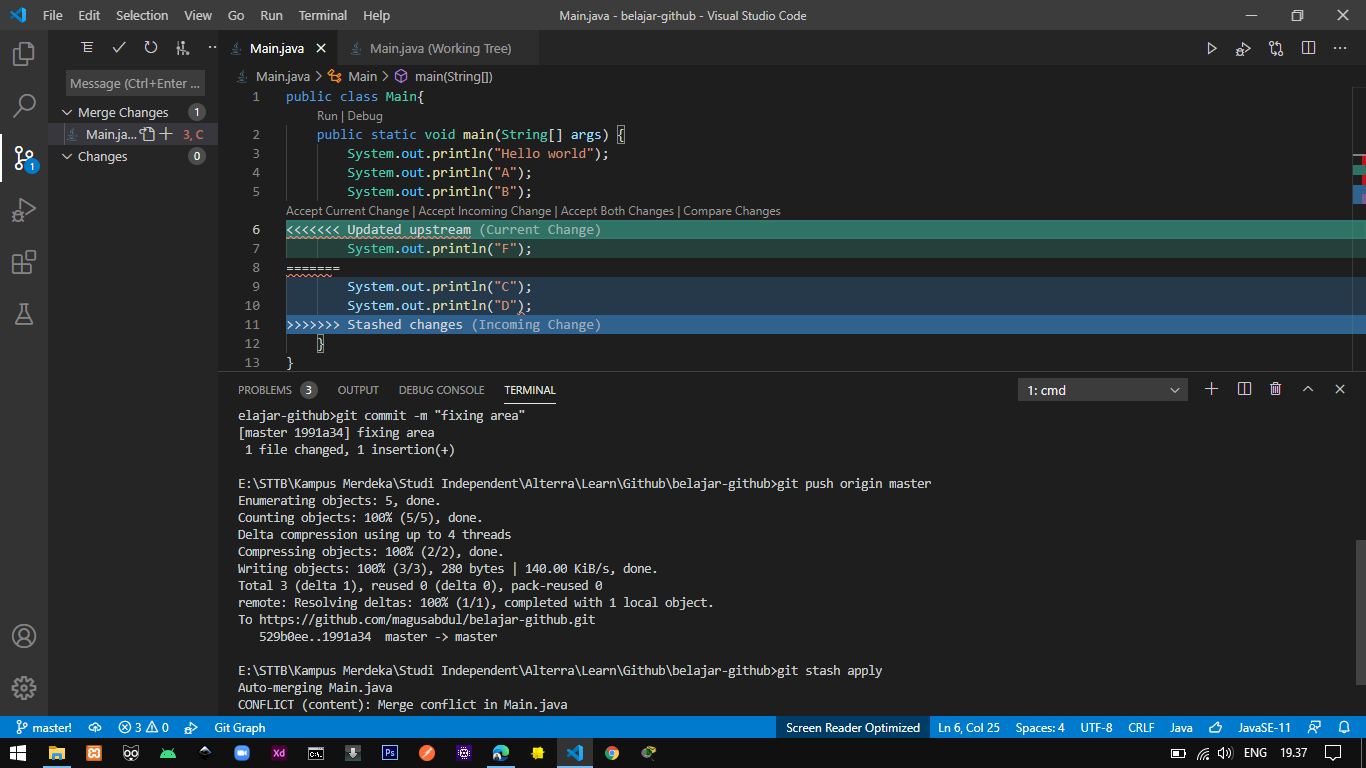 File Edit Selection View Go Run Terminal Help Main.java - belajar-github - Visual Studio Code
Main.java Main.java (Working Tree)
Message (Ctrl+Enter ...
Merge Changes 1
Main.ja... 3, C
Changes 0
1
Main.java > Main > main(String[])
1 public class Main{
Run | Debug
2 public static void main(String[] args) {
3 System.out.println("Hello world");
4 System.out.println("A");
5 System.out.println("B");
Accept Current Change | Accept Incoming Change | Accept Both Changes | Compare Changes
6 <<<<<<< Updated upstream (Current Change)
7 System.out.println("F");
8 =======
9 System.out.println("C");
10 System.out.println("D");
11 >>>>>>> Stashed changes (Incoming Change)
12 }
13 }
PROBLEMS 3 OUTPUT DEBUG CONSOLE TERMINAL 1: cmd
elajar-github>git commit -m "fixing area"
[master 1991a34] fixing area
1 file changed, 1 insertion(+)
E:\STTB\Kampus Merdeka\Studi Independent\Alterra\Learn\Github\belajar-github>git push origin master
Enumerating objects: 5, done.
Counting objects: 100% (5/5), done.
Delta compression using up to 4 threads
Compressing objects: 100% (2/2), done.
Writing objects: 100% (3/3), 280 bytes | 140.00 KiB/s, done.
Total 3 (delta 1), reused 0 (delta 0), pack-reused 0
remote: Resolving deltas: 100% (1/1), completed with 1 local object.
To https://github.com/magusabdul/belajar-github.git
529b0ee..1991a34 master -> master
E:\STTB\Kampus Merdeka\Studi Independent\Alterra\Learn\Github\belajar-github>git stash apply
Auto-merging Main.java
CONFLICT (content): Merge conflict in Main.java
master! 3 0 Git Graph Screen Reader Optimized Ln 6, Col 25 Spaces: 4 UTF-8 CRLF Java JavaSE-11
Xd Ps ENG 19.37